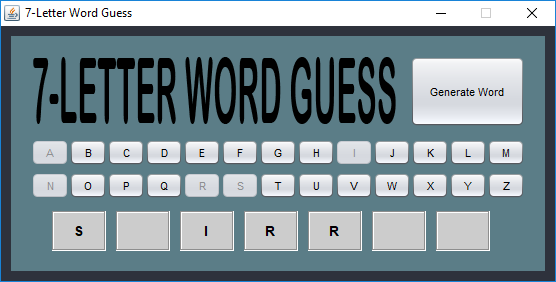 7-Letter Word Guess
7-LETTER WORD GUESS
Generate Word
A B C D E F G H I J K L M
N O P Q R S T U V W X Y Z
S I R R